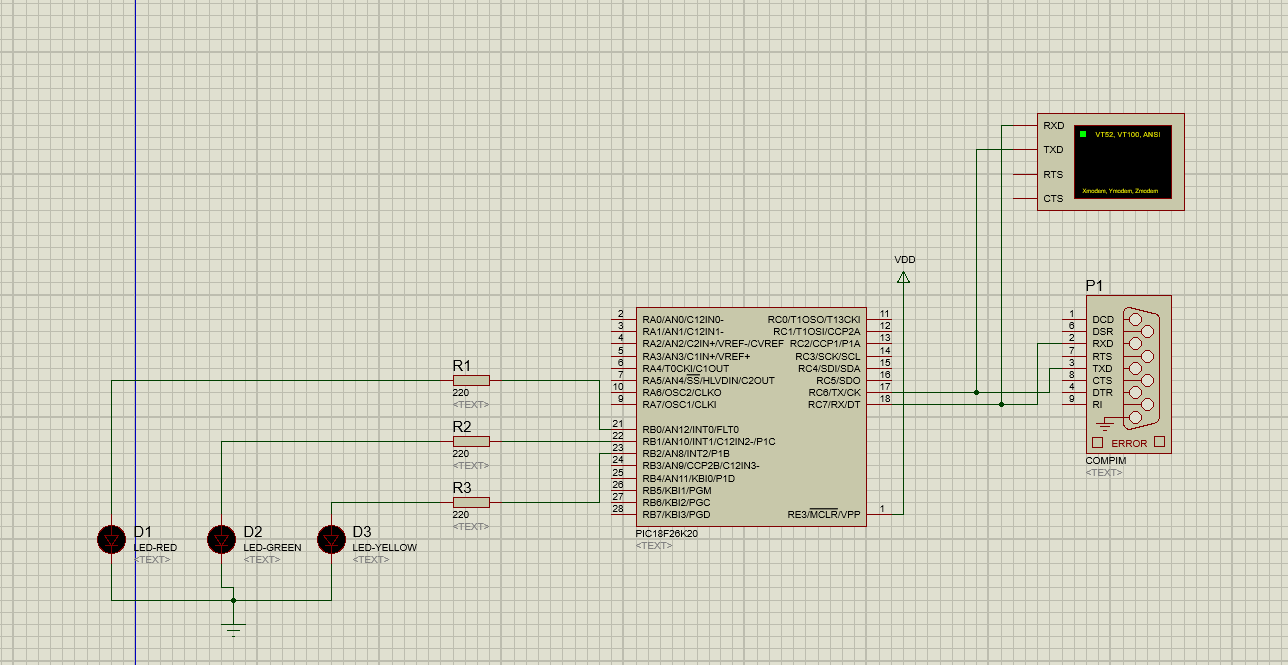 RXD
VT52, VT100, ANSI
TXD
RTS
CTS
Xmodem, Ymodem, Zmodem
VDD
P1
1 DCD
6 DSR
2 RXD
7 RTS
3 TXD
8 CTS
4 DTR
9 RI
ERROR
COMPIM
<TEXT>
2 RA0/AN0/C12IN0- RC0/T1OSO/T13CKI 11
3 RA1/AN1/C12IN1- RC1/T1OSI/CCP2A 12
4 RA2/AN2/C2IN+/VREF-/CVREF RC2/CCP1/P1A 13
5 RA3/AN3/C1IN+/VREF+ RC3/SCK/SCL 14
6 RA4/T0CKI/C1OUT RC4/SDI/SDA 15
7 RA5/AN4/SS/HLVDIN/C2OUT RC5/SDO 16
10 RA6/OSC2/CLKO RC6/TX/CK 17
9 RA7/OSC1/CLKI RC7/RX/DT 18
21 RB0/AN12/INT0/FLT0
22 RB1/AN10/INT1/C12IN2-/P1C
23 RB2/AN8/INT2/P1B
24 RB3/AN9/CCP2B/C12IN3-
25 RB4/AN11/KBI0/P1D
26 RB5/KBI1/PGM
27 RB6/KBI2/PGC
28 RB7/KBI3/PGD RE3/MCLR/VPP 1
PIC18F26K20
<TEXT>
R1
220
<TEXT>
R2
220
<TEXT>
R3
220
<TEXT>
D1
LED-RED
<TEXT>
D2
LED-GREEN
<TEXT>
D3
LED-YELLOW
<TEXT>